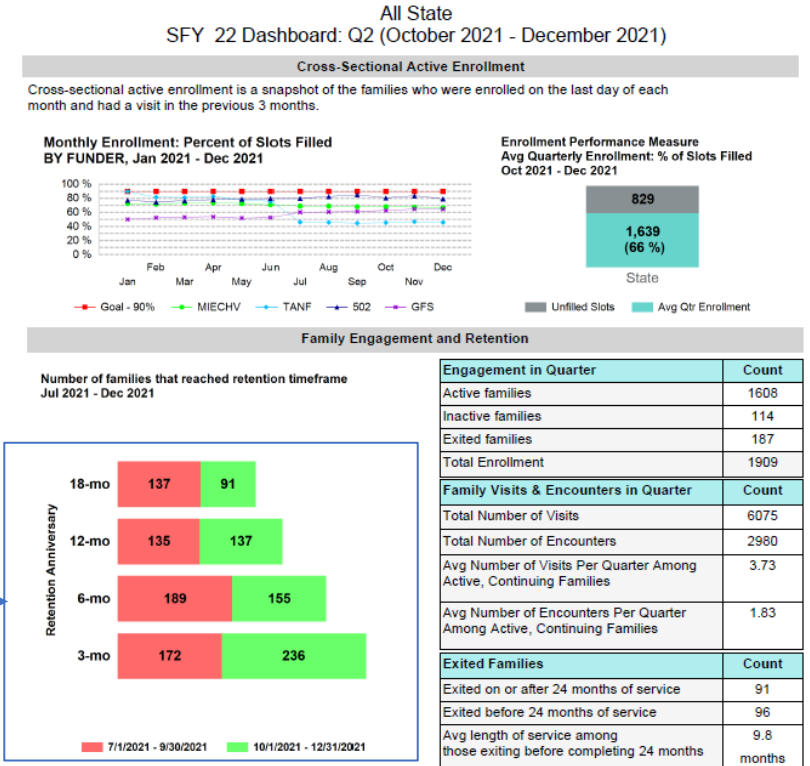 All State
SFY 22 Dashboard: Q2 (October 2021 - December 2021)
Cross-Sectional Active Enrollment
Cross-sectional active enrollment is a snapshot of the families who were enrolled on the last day of each
month and had a visit in the previous 3 months.
Monthly Enrollment: Percent of Slots Filled
BY FUNDER, Jan 2021 - Dec 2021
100 %
80 %
60 %
40 %
20 %
0 %
Feb Apr Jun Aug Oct Dec
Jan Mar May Jul Sep Nov
Goal - 90% MIECHV TANF 502 GFS
Enrollment Performance Measure
Avg Quarterly Enrollment: % of Slots Filled
Oct 2021 - Dec 2021
829
1,639
(66 %)
State
Unfilled Slots Avg Qtr Enrollment
Family Engagement and Retention
Number of families that reached retention timeframe
Jul 2021 - Dec 2021
Retention Anniversary
18-mo 137 91
12-mo 135 137
6-mo 189 155
3-mo 172 236
7/1/2021 - 9/30/2021 10/1/2021 - 12/31/2021
Engagement in Quarter Count
Active families 1608
Inactive families 114
Exited families 187
Total Enrollment 1909
Family Visits & Encounters in Quarter Count
Total Number of Visits 6075
Total Number of Encounters 2980
Avg Number of Visits Per Quarter Among 3.73
Active, Continuing Families
Avg Number of Encounters Per Quarter 1.83
Among Active, Continuing Families
Exited Families Count
Exited on or after 24 months of service 91
Exited before 24 months of service 96
Avg length of service among 9.8
those exiting before completing 24 months months